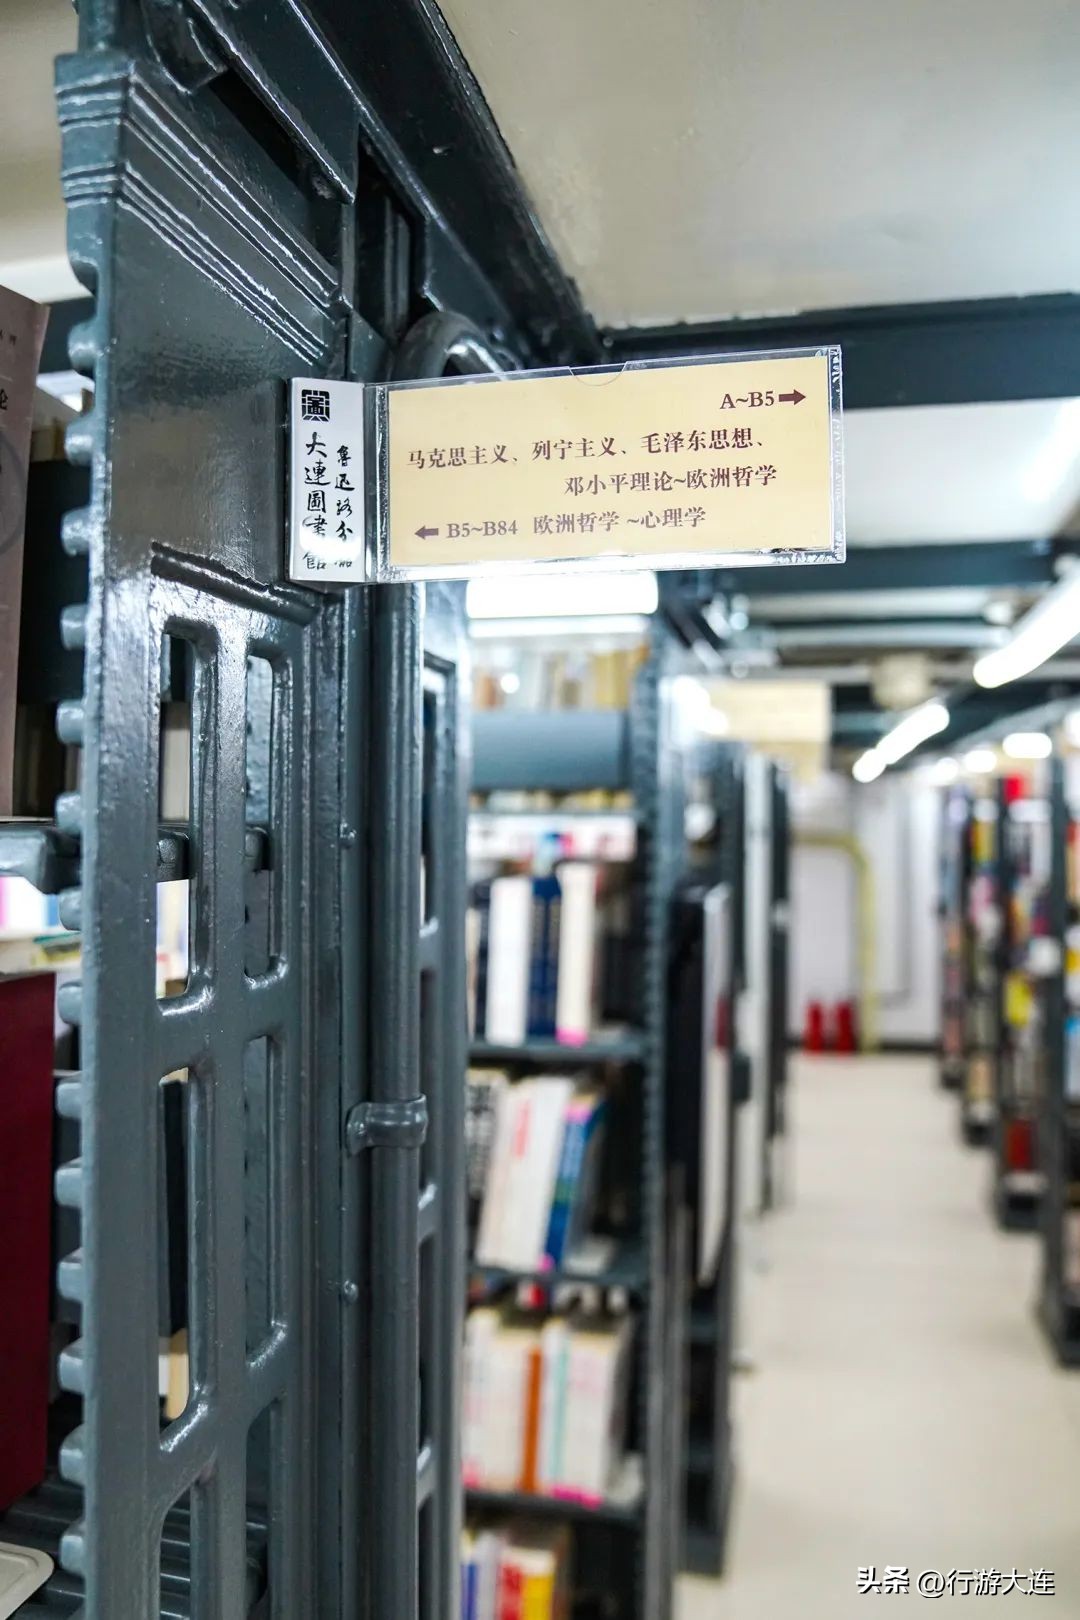 A~B5
马克思主义、列宁主义、毛泽东思想、
邓小平理论~欧洲哲学
B5~B84 欧洲哲学 ~心理学
大連圖書館
魯迅路分館
论
头条 @行游大连